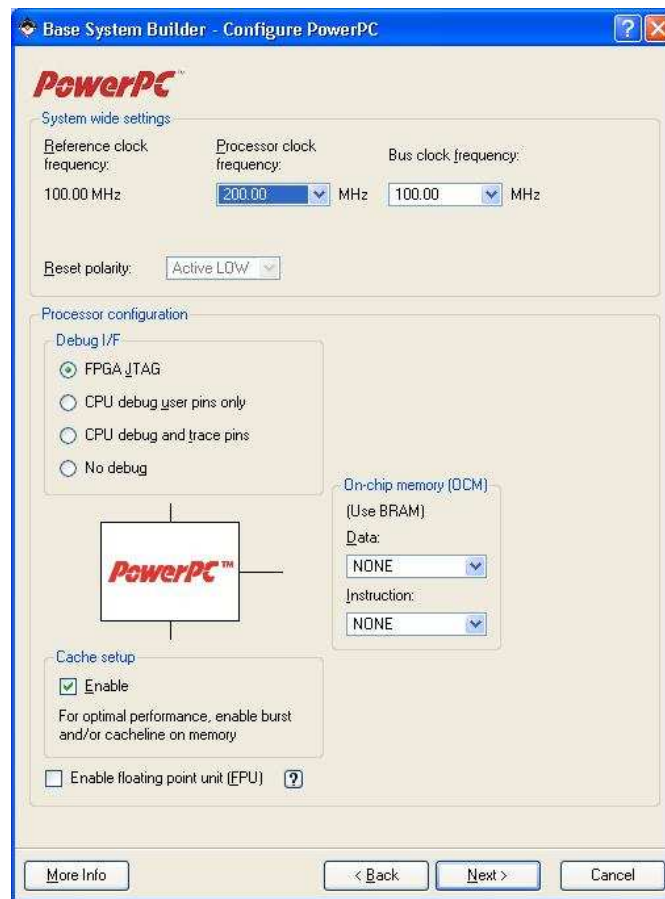 Base System Builder - Configure PowerPC
PowerPC™
System wide settings
Reference clock
frequency:
Processor clock
frequency:
Bus clock frequency:
100.00 MHz
200.00 MHz
100.00 MHz
Reset polarity: Active LOW
Processor configuration
Debug I/F
FPGA JTAG
CPU debug user pins only
CPU debug and trace pins
No debug
On-chip memory (OCM)
(Use BRAM)
Data:
NONE
Instruction:
NONE
PowerPC™
Cache setup
Enable
For optimal performance, enable burst
and/or cacheline on memory
Enable floating point unit (FPU) ?
More Info
< Back
Next >
Cancel